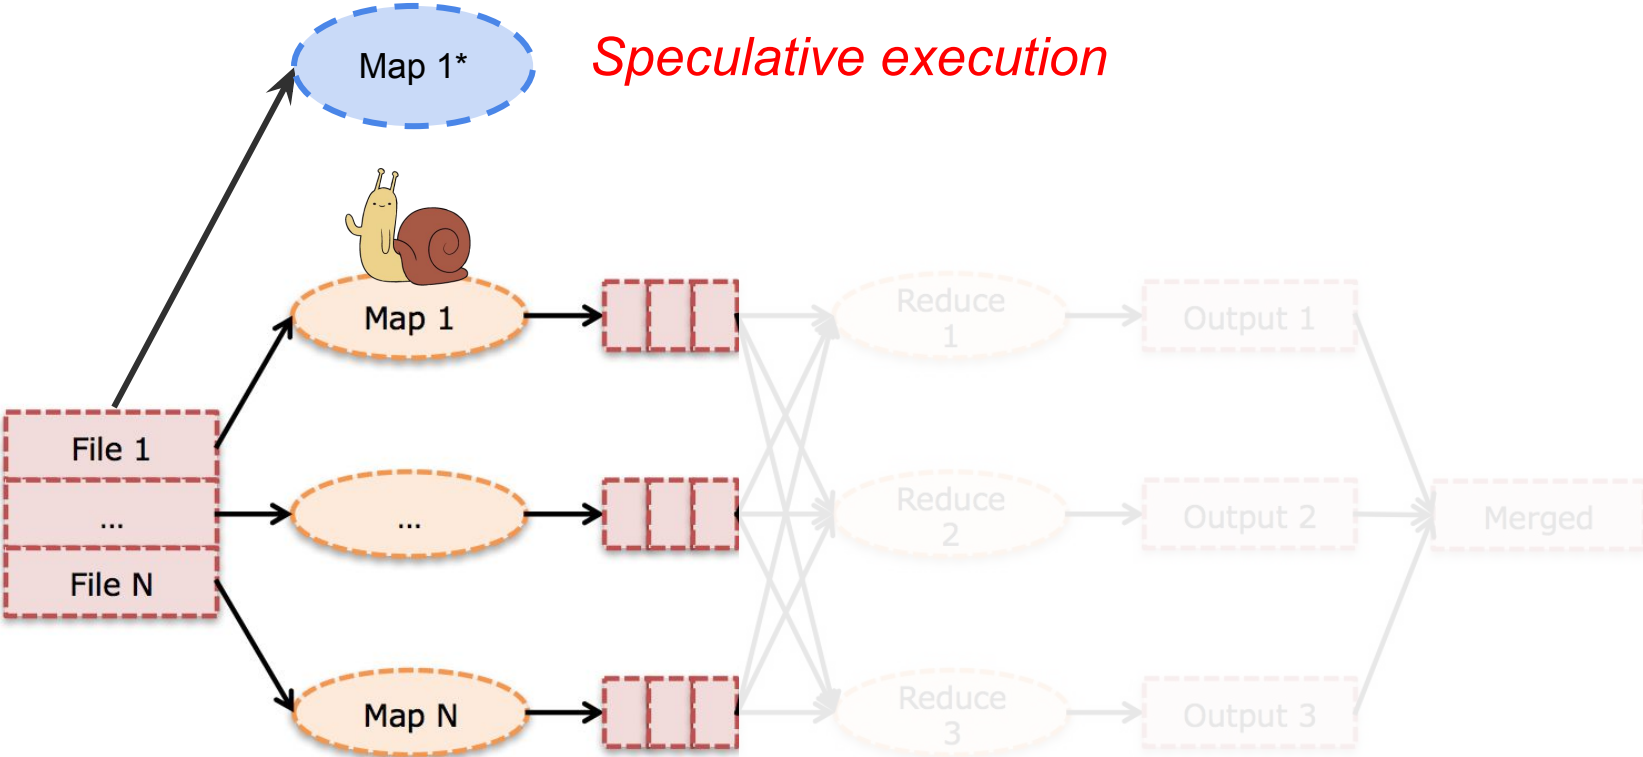 Map 1*
Speculative execution
Map 1
Reduce
1
Output 1
File 1
...
File N
...
Reduce
2
Output 2
Merged
Map N
Reduce
3
Output 3